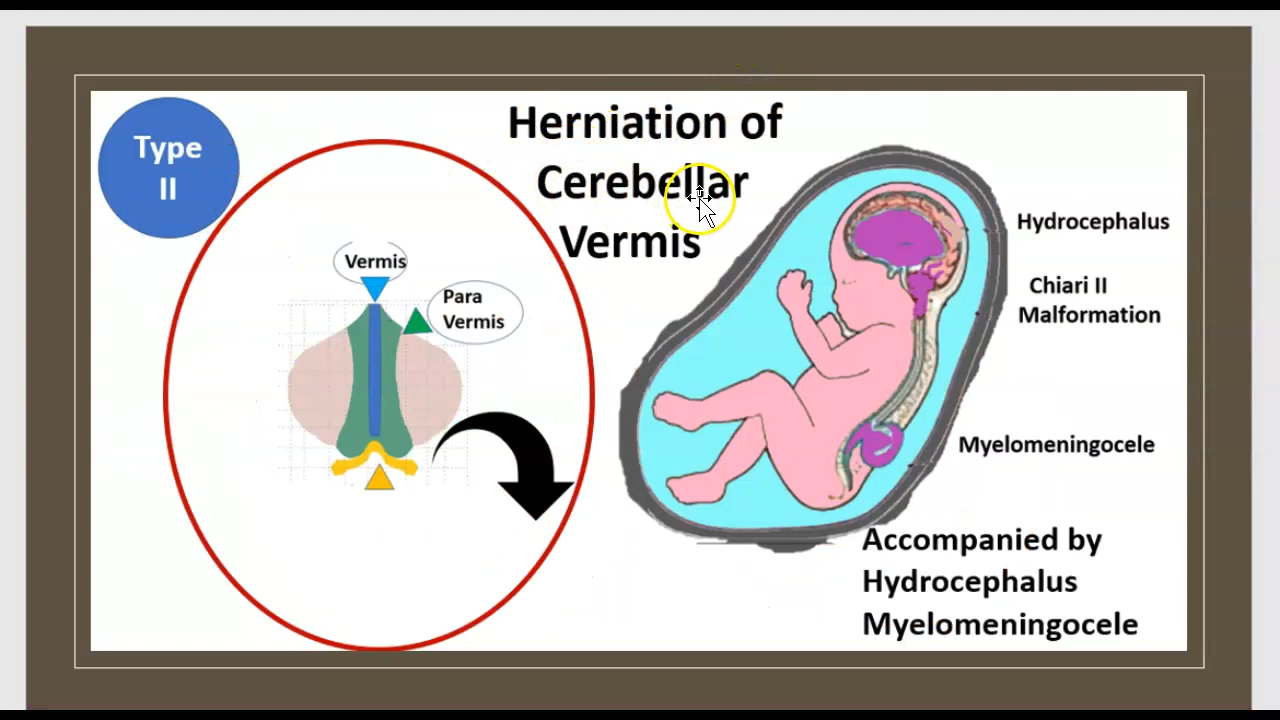 Type
II
Herniation of
Cerebellar
Vermis
Vermis
Para
Vermis
Hydrocephalus
Chiari II
Malformation
Myelomeningocele
Accompanied by
Hydrocephalus
Myelomeningocele